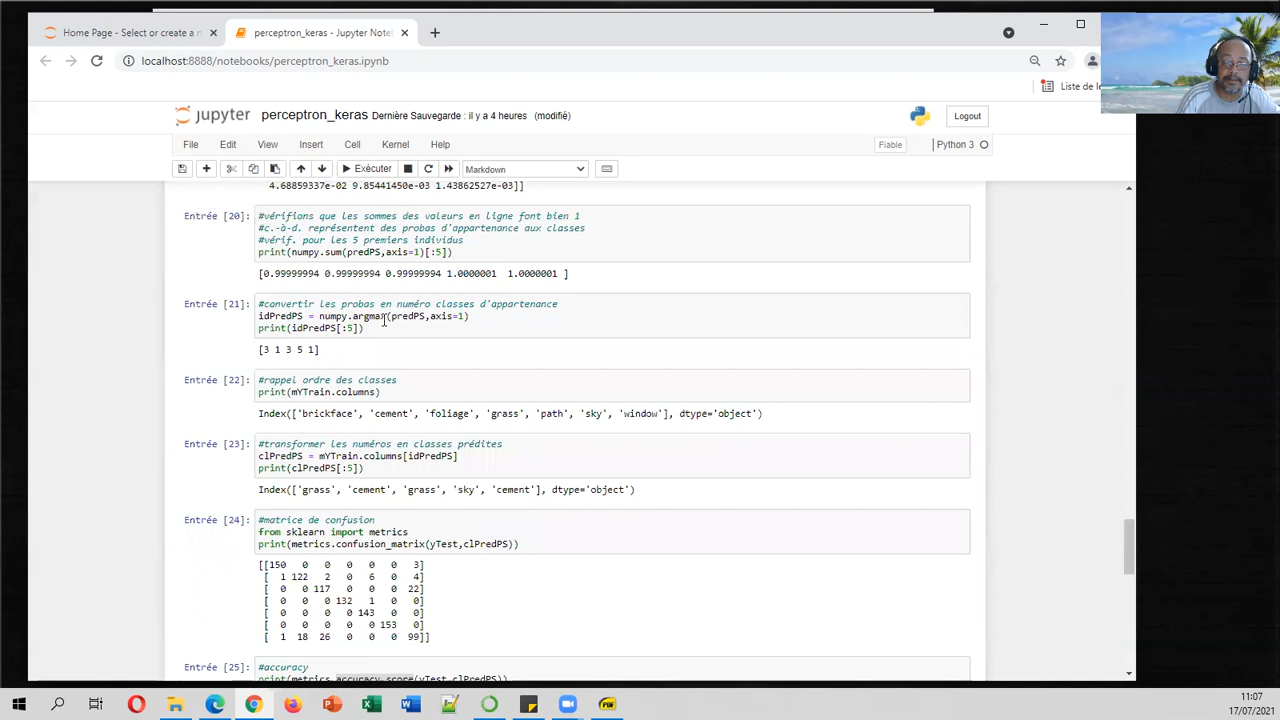 Home Page - Select or create a n
perceptron_keras - Jupyter Note
localhost:8888/notebooks/perceptron_keras.ipynb
Liste de le
jupyter perceptron_keras Dernière Sauvegarde : il y a 4 heures (modifié)
Logout
File Edit View Insert Cell Kernel Help
Fiable
Python 3
Exécuter
Markdown
4.68859337e-02 9.85441450e-03 1.43862527e-03]]
Entrée [20]: #vérifions que les sommes des valeurs en ligne font bien 1
#c.-à-d. représentent des probas d'appartenance aux classes
#vérif. pour les 5 premiers individus
print(numpy.sum(predPS,axis=1)[:5])
[0.99999994 0.99999994 0.99999994 1.0000001 1.0000001 ]
Entrée [21]: #convertir les probas en numéro classes d'appartenance
idPredPS = numpy.argmax(predPS,axis=1)
print(idPredPS[:5])
[3 1 3 5 1]
Entrée [22]: #rappel ordre des classes
print(mYTrain.columns)
Index(['brickface', 'cement', 'foliage', 'grass', 'path', 'sky', 'window'], dtype='object')
Entrée [23]: #transformer les numéros en classes prédites
clPredPS = mYTrain.columns[idPredPS]
print(clPredPS[:5])
Index(['grass', 'cement', 'grass', 'sky', 'cement'], dtype='object')
Entrée [24]: #matrice de confusion
from sklearn import metrics
print(metrics.confusion_matrix(yTest,clPredPS))
[[150 0 0 0 0 0 3]
[ 1 122 2 0 6 0 4]
[ 0 0 117 0 0 0 22]
[ 0 0 0 132 1 0 0]
[ 0 0 0 0 143 0 0]
[ 0 0 0 0 0 153 0]
[ 1 18 26 0 0 0 99]]
Entrée [25]: #accuracy
print(metrics.accuracy_score(yTest,clPredPS))
11:07
17/07/2021